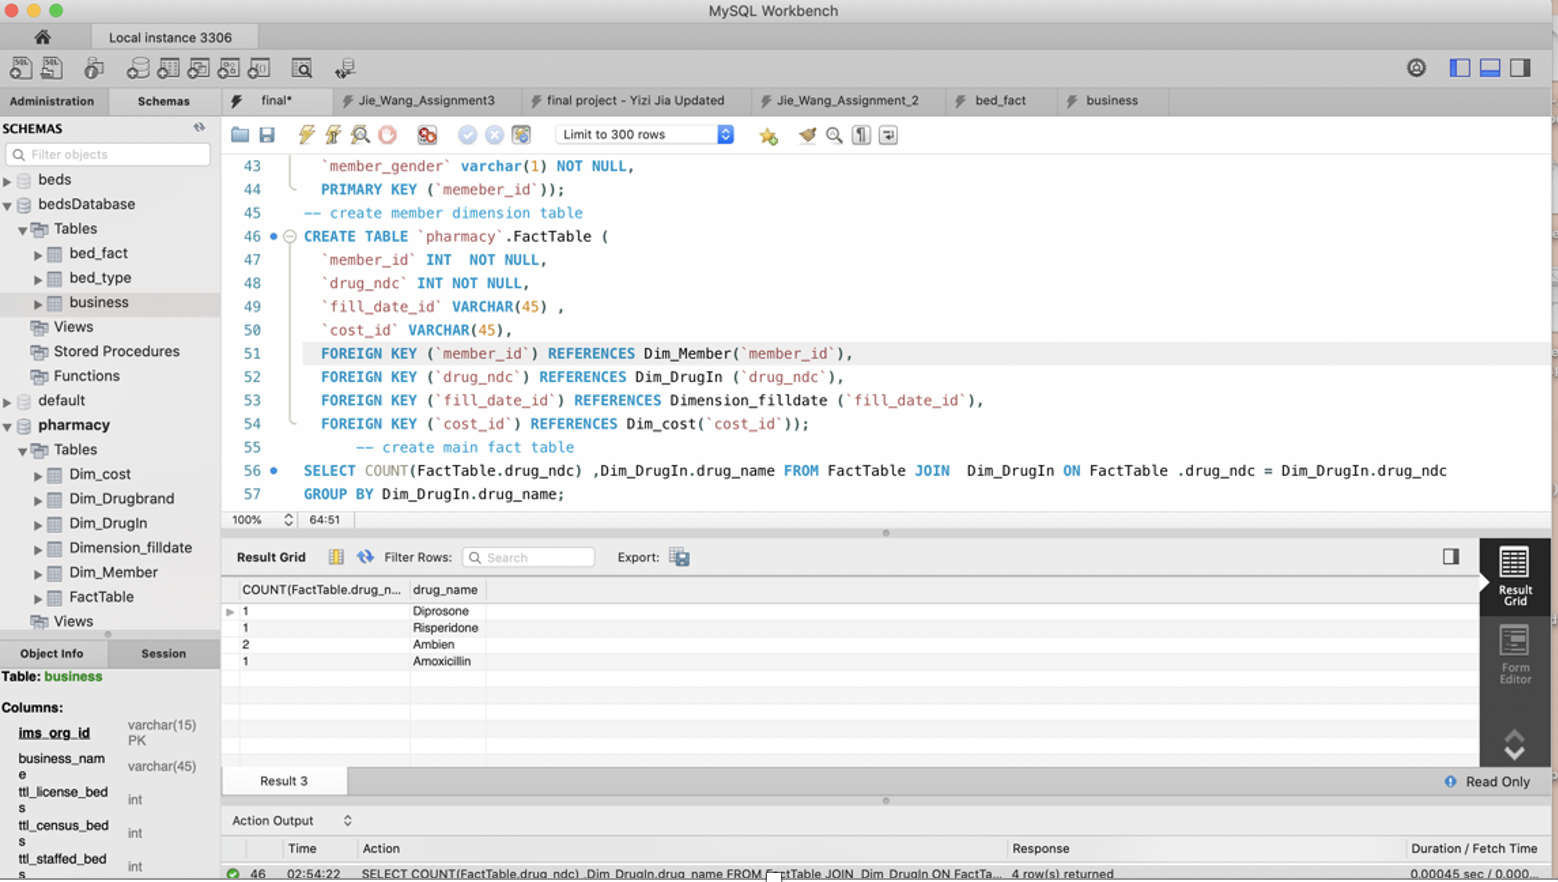 MySQL Workbench
Local instance 3306
Administration
Schemas
final*
Jie_Wang_Assignment3
final project - Yizi Jia Updated
Jie_Wang_Assignment_2
bed_fact
business
SCHEMAS
Filter objects
beds
bedsDatabase
Tables
bed_fact
bed_type
business
Views
Stored Procedures
Functions
default
pharmacy
Tables
Dim_cost
Dim_Drugbrand
Dim_DrugIn
Dimension_filldate
Dim_Member
FactTable
Views
Object Info
Session
Table: business
Columns:
ims_org_id varchar(15)
PK
business_nam
e varchar(45)
ttl_license_bed
s int
ttl_census_bed
s int
ttl_staffed_bed
s int
Limit to 300 rows
43 `member_gender` varchar(1) NOT NULL,
44 PRIMARY KEY (`memeber_id`));
45 -- create member dimension table
46 CREATE TABLE `pharmacy`.FactTable (
47 `member_id` INT  NOT NULL,
48 `drug_ndc` INT NOT NULL,
49 `fill_date_id` VARCHAR(45) ,
50 `cost_id` VARCHAR(45),
51 FOREIGN KEY (`member_id`) REFERENCES Dim_Member(`member_id`),
52 FOREIGN KEY (`drug_ndc`) REFERENCES Dim_DrugIn (`drug_ndc`),
53 FOREIGN KEY (`fill_date_id`) REFERENCES Dimension_filldate (`fill_date_id`),
54 FOREIGN KEY (`cost_id`) REFERENCES Dim_cost(`cost_id`));
55 -- create main fact table
56 SELECT COUNT(FactTable.drug_ndc) ,Dim_DrugIn.drug_name FROM FactTable JOIN  Dim_DrugIn ON FactTable .drug_ndc = Dim_DrugIn.drug_ndc
57 GROUP BY Dim_DrugIn.drug_name;
100% 64:51
Result Grid Filter Rows: Search Export:
COUNT(FactTable.drug_n... drug_name
1 Diprosone
1 Risperidone
2 Ambien
1 Amoxicillin
Result
Grid
Form
Editor
Result 3
Read Only
Action Output
Time Action Response Duration / Fetch Time
46 02:54:22 SELECT COUNT(FactTable.drug_ndc) ,Dim_DrugIn.drug_name FROM FactTable JOIN  Dim_DrugIn ON FactTa... 4 row(s) returned 0.00045 sec / 0.000...